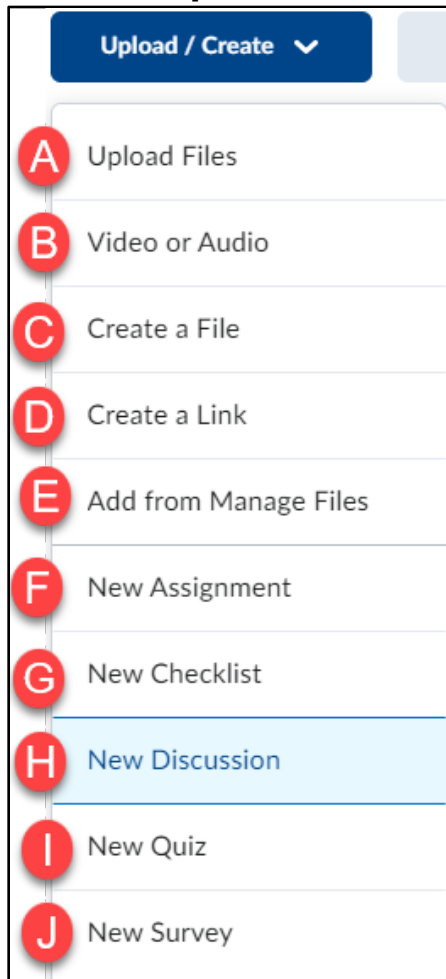 Upload / Create
A Upload Files
B Video or Audio
C Create a File
D Create a Link
E Add from Manage Files
F New Assignment
G New Checklist
H New Discussion
I New Quiz
J New Survey